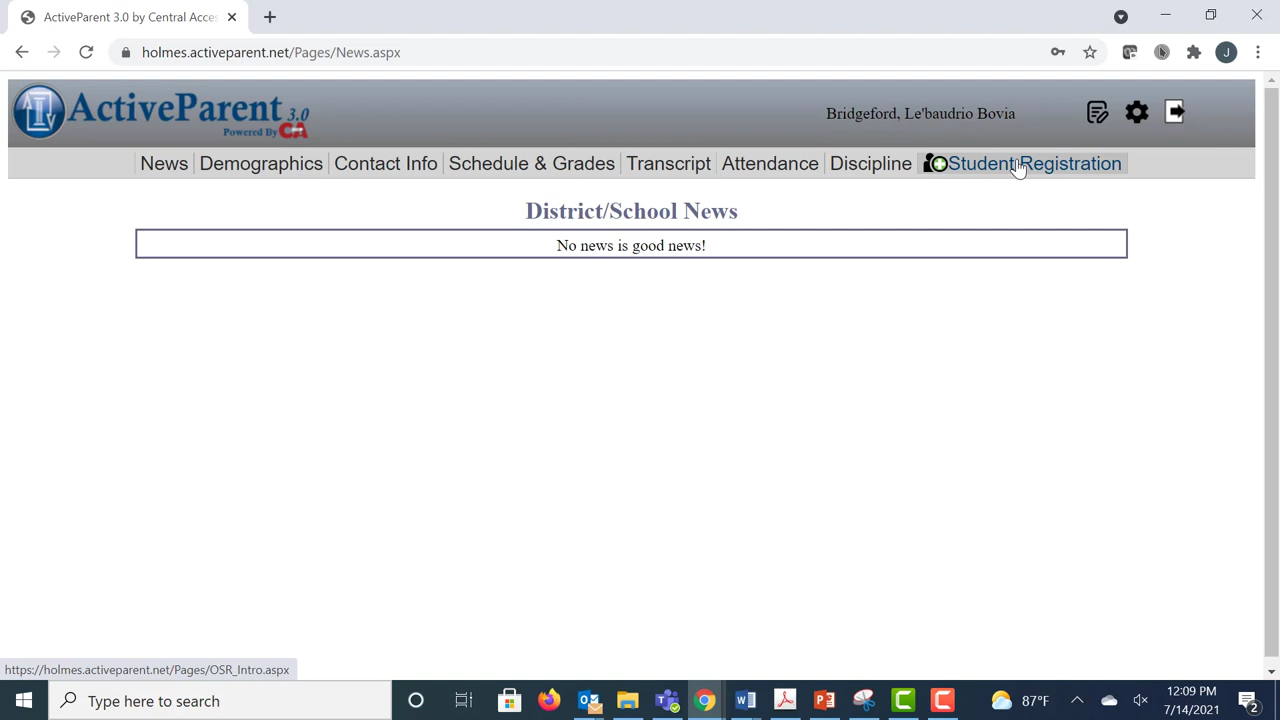 ActiveParent 3.0 by Central Acces
holmes.activeparent.net/Pages/News.aspx
J
ActiveParent 3.0
Powered By CA
Bridgeford, Le'baudrio Bovia
News Demographics Contact Info Schedule & Grades Transcript Attendance Discipline Student Registration
District/School News
No news is good news!
https://holmes.activeparent.net/Pages/OSR_Intro.aspx
Type here to search
87°F
12:09 PM
7/14/2021
2